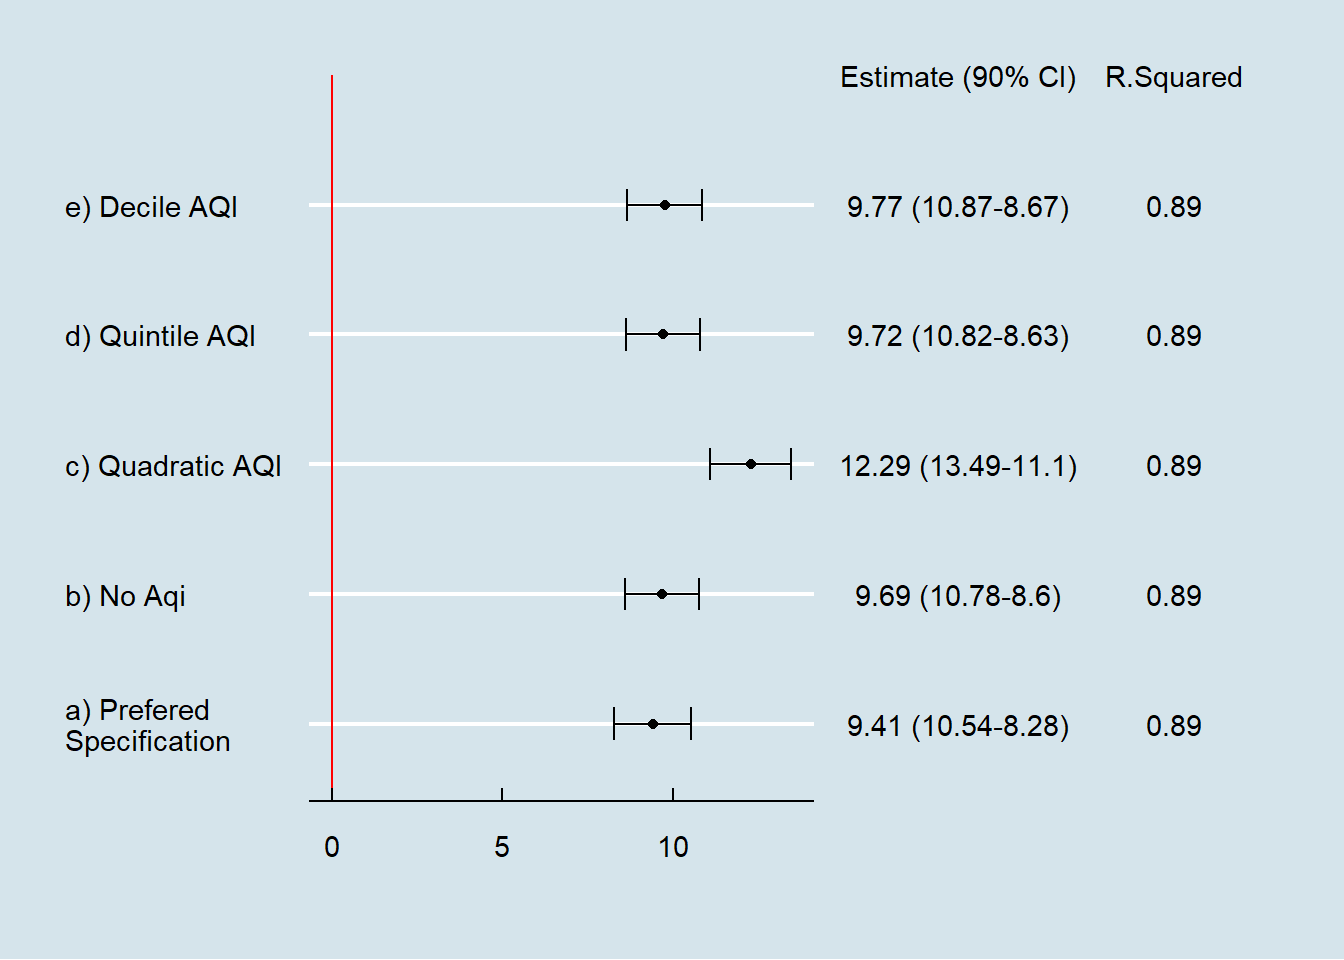 Estimate (90% CI) R.Squared
e) Decile AQI 9.77 (10.87-8.67) 0.89
d) Quintile AQI 9.72 (10.82-8.63) 0.89
c) Quadratic AQI 12.29 (13.49-11.1) 0.89
b) No Aqi 9.69 (10.78-8.6) 0.89
a) Prefered
Specification 9.41 (10.54-8.28) 0.89
0 5 10